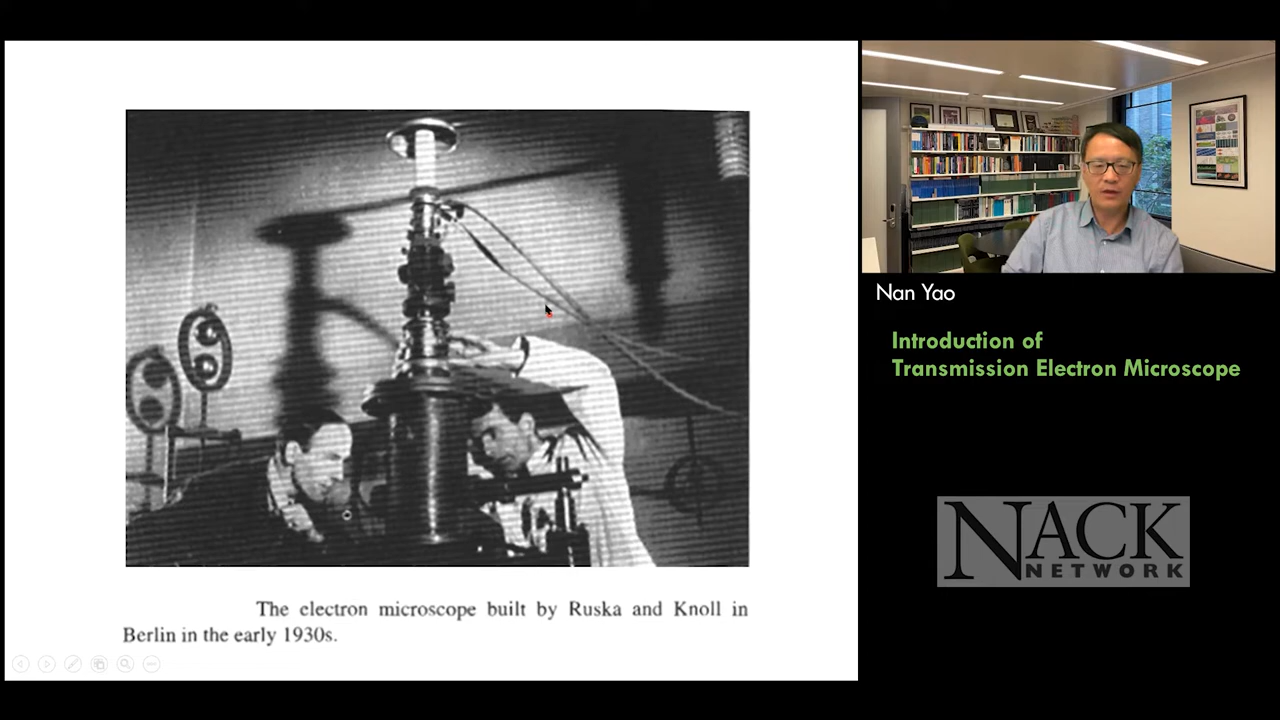 The electron microscope built by Ruska and Knoll in
Berlin in the early 1930s.
Nan Yao
Introduction of
Transmission Electron Microscope
NACK
NETWORK